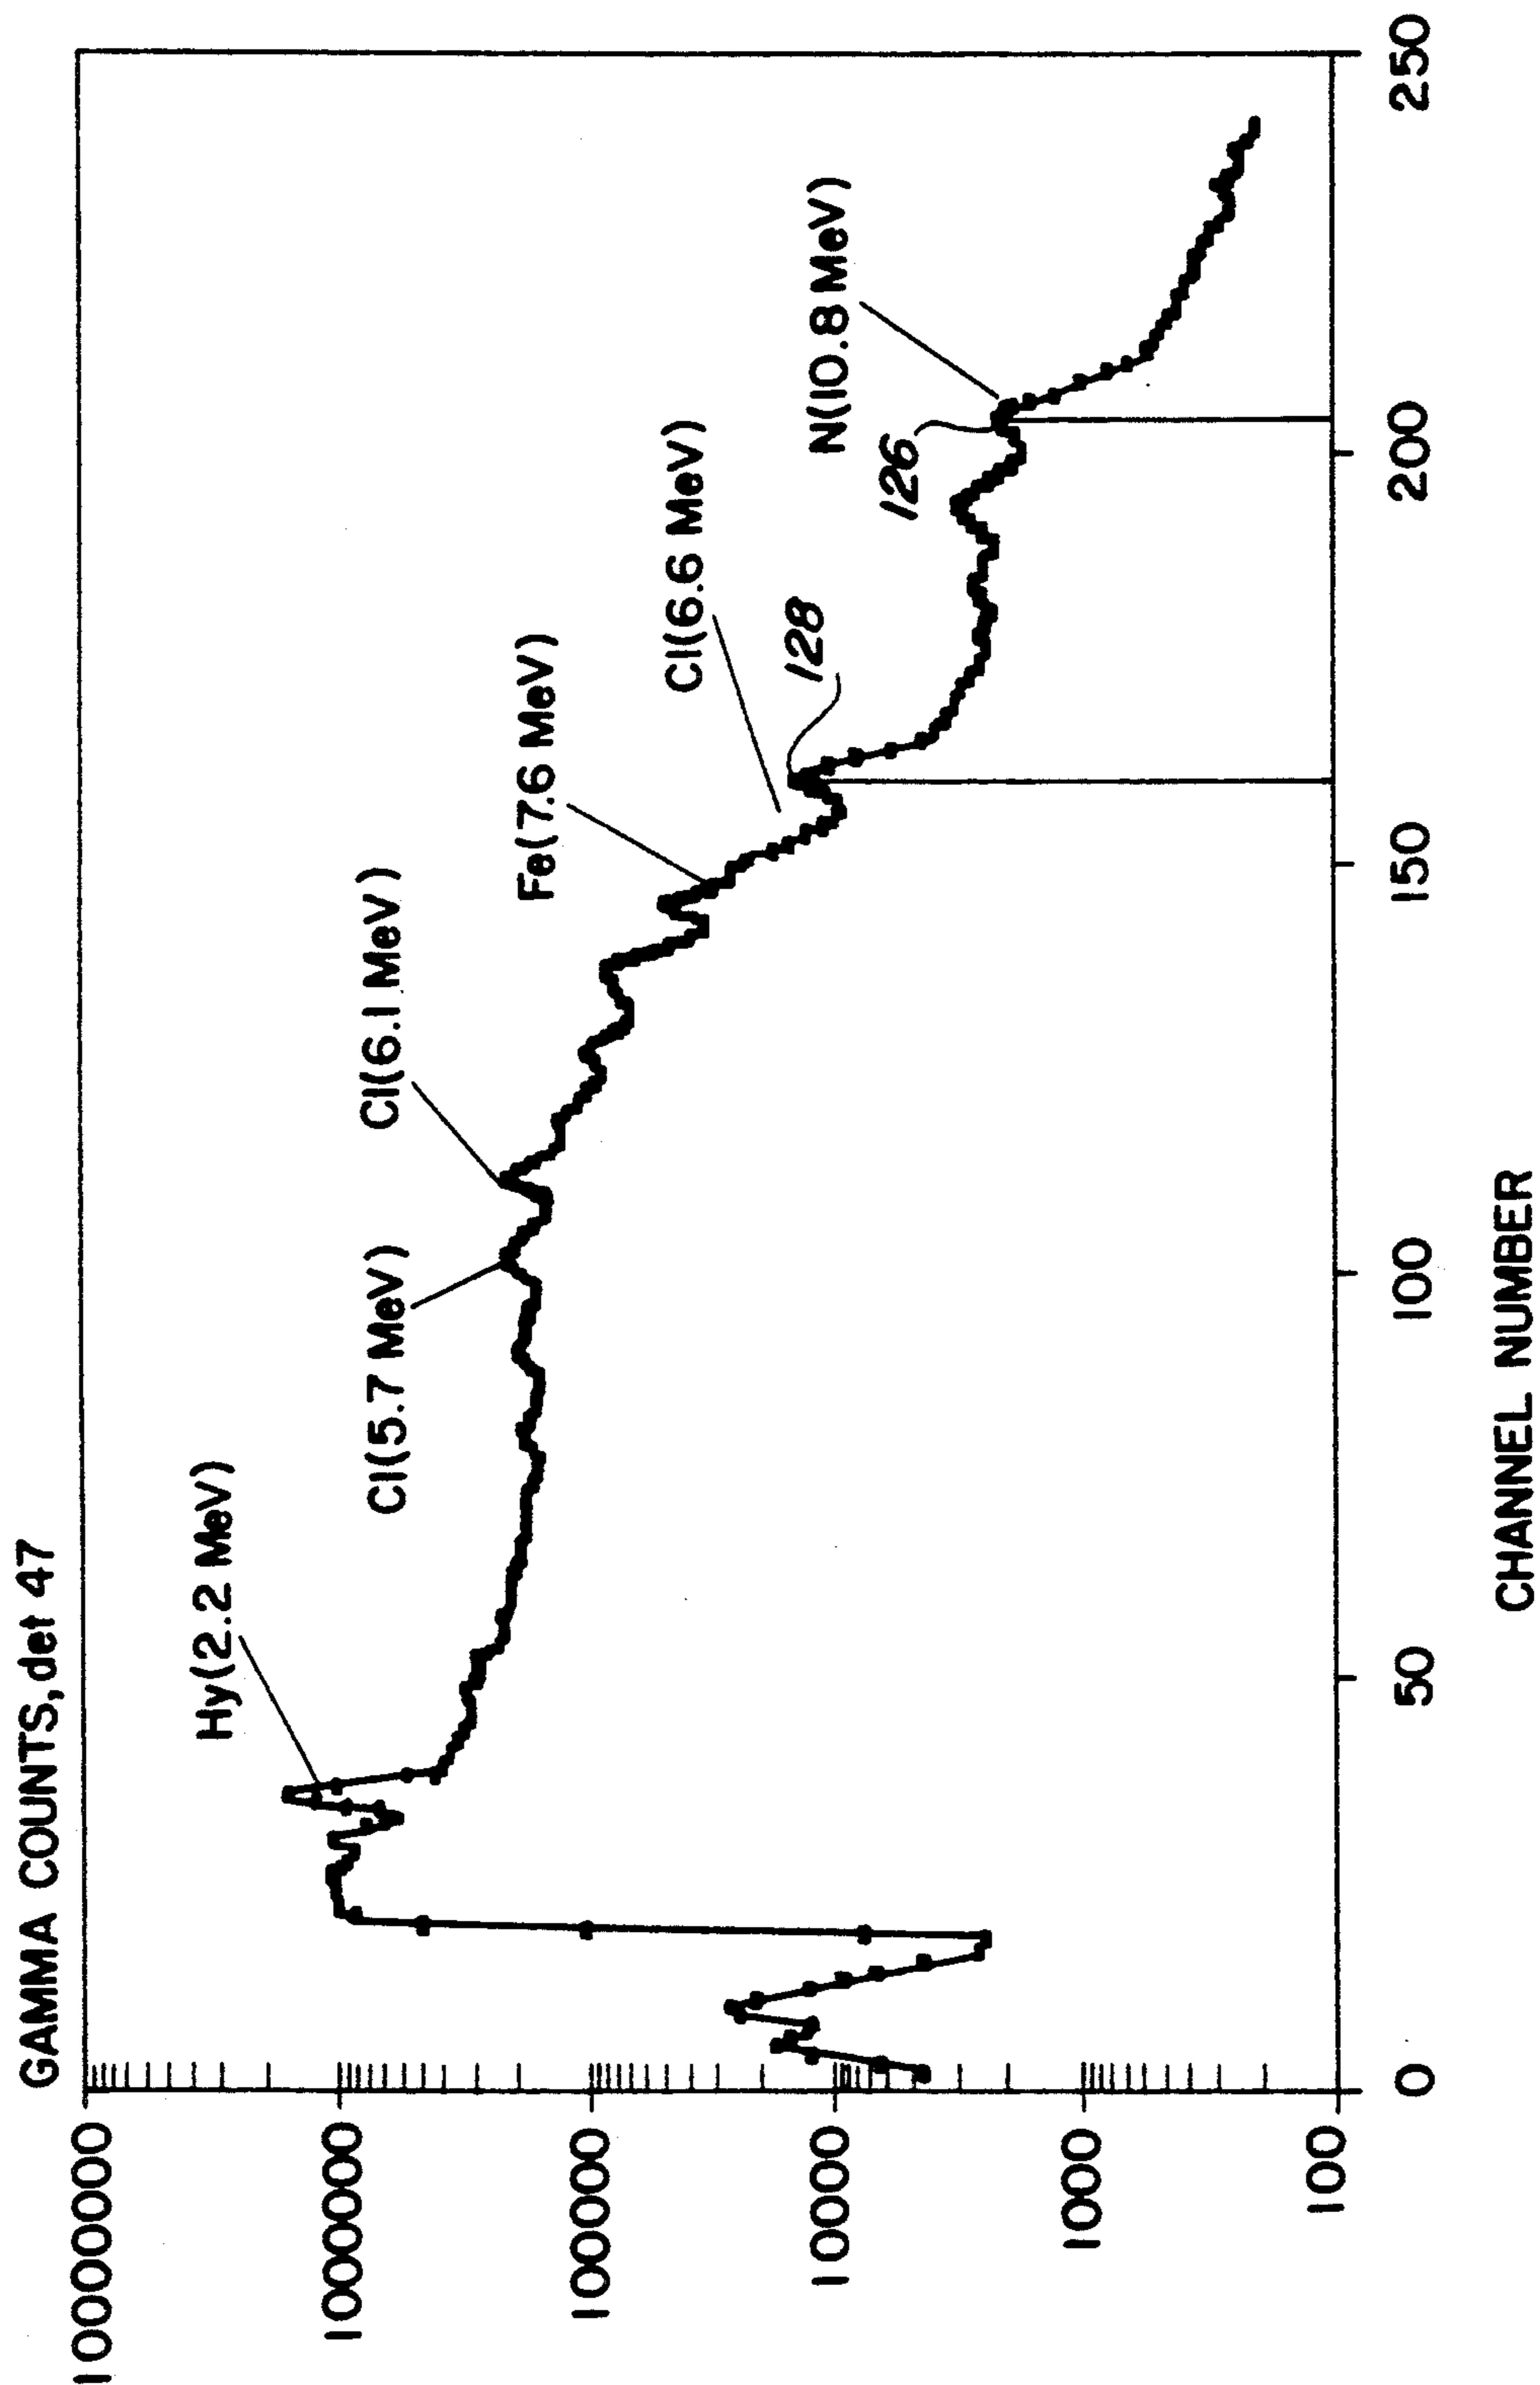 GAMMA COUNTS, det 47
10000000
1000000
100000
10000
1000
100
Hy(2.2 MeV)
Cl(5.7 MeV)
Cl(6.1 MeV)
Fe(7.6 MeV)
Cl(6.6 MeV)
128
N(10.8 MeV)
126
0
50
100
150
200
250
CHANNEL NUMBER